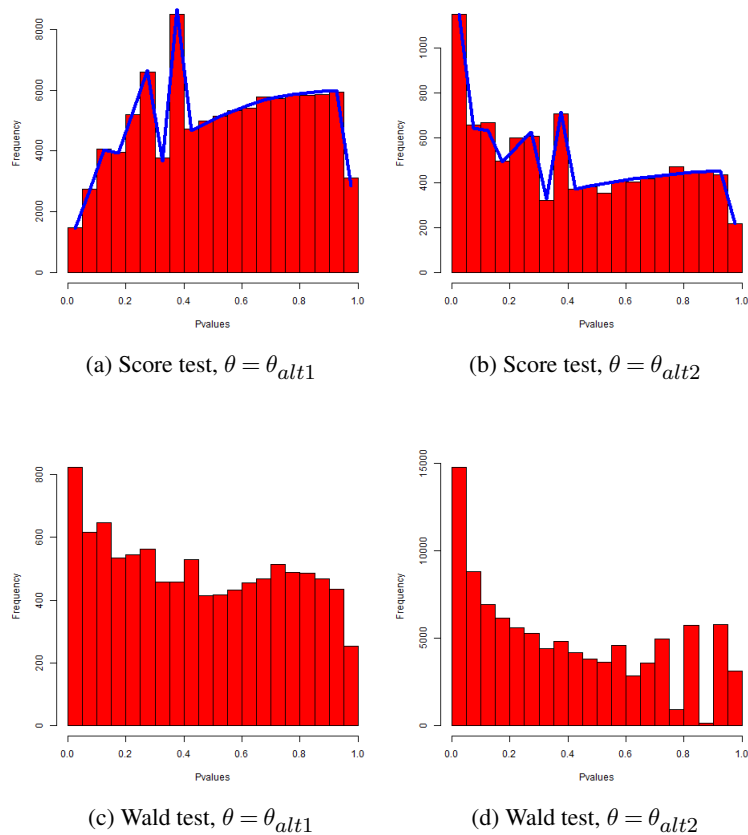 0 2000 4000 6000 8000
Frequency
0.0 0.2 0.4 0.6 0.8 1.0
Pvalues
(a) Score test, θ = θalt1
0 200 400 600 800 1000
Frequency
0.0 0.2 0.4 0.6 0.8 1.0
Pvalues
(b) Score test, θ = θalt2
0 200 400 600 800
Frequency
0.0 0.2 0.4 0.6 0.8 1.0
Pvalues
(c) Wald test, θ = θalt1
0 5000 10000 15000
Frequency
0.0 0.2 0.4 0.6 0.8 1.0
Pvalues
(d) Wald test, θ = θalt2